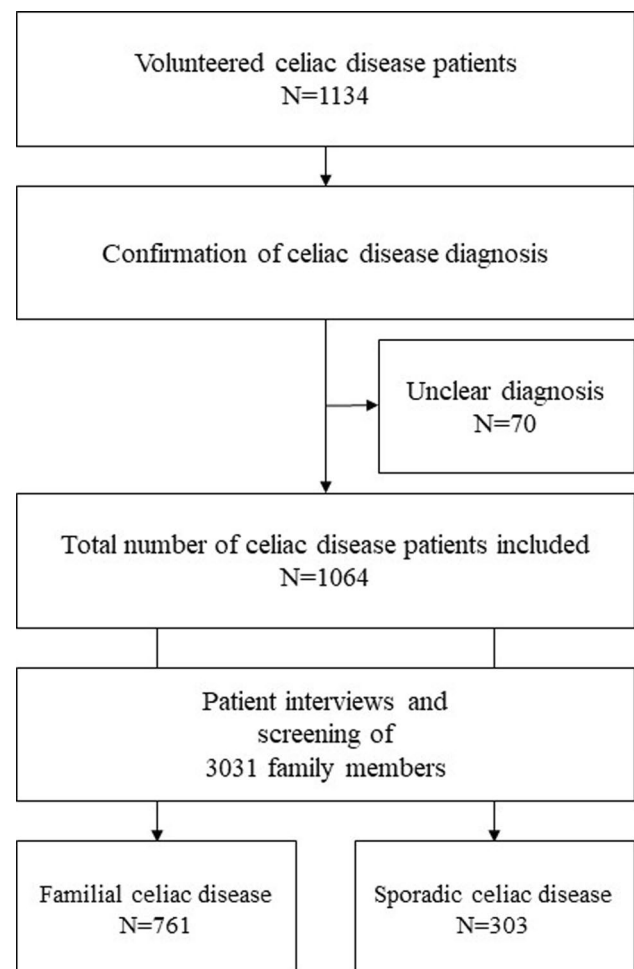 Volunteered celiac disease patients
N=1134
Confirmation of celiac disease diagnosis
Unclear diagnosis
N=70
Total number of celiac disease patients included
N=1064
Patient interviews and
screening of
3031 family members
Familial celiac disease
N=761
Sporadic celiac disease
N=303